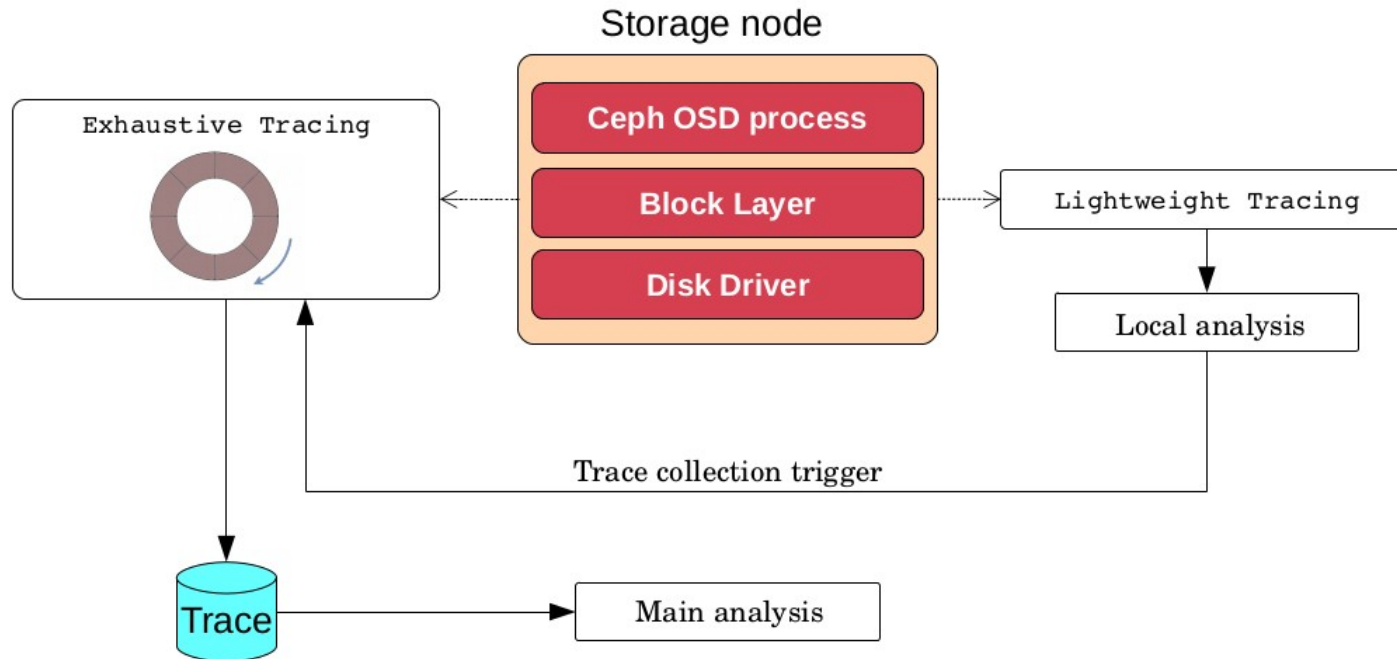 Storage node
Exhaustive Tracing
Ceph OSD process
Block Layer
Lightweight Tracing
Disk Driver
Local analysis
Trace collection trigger
Trace
Main analysis